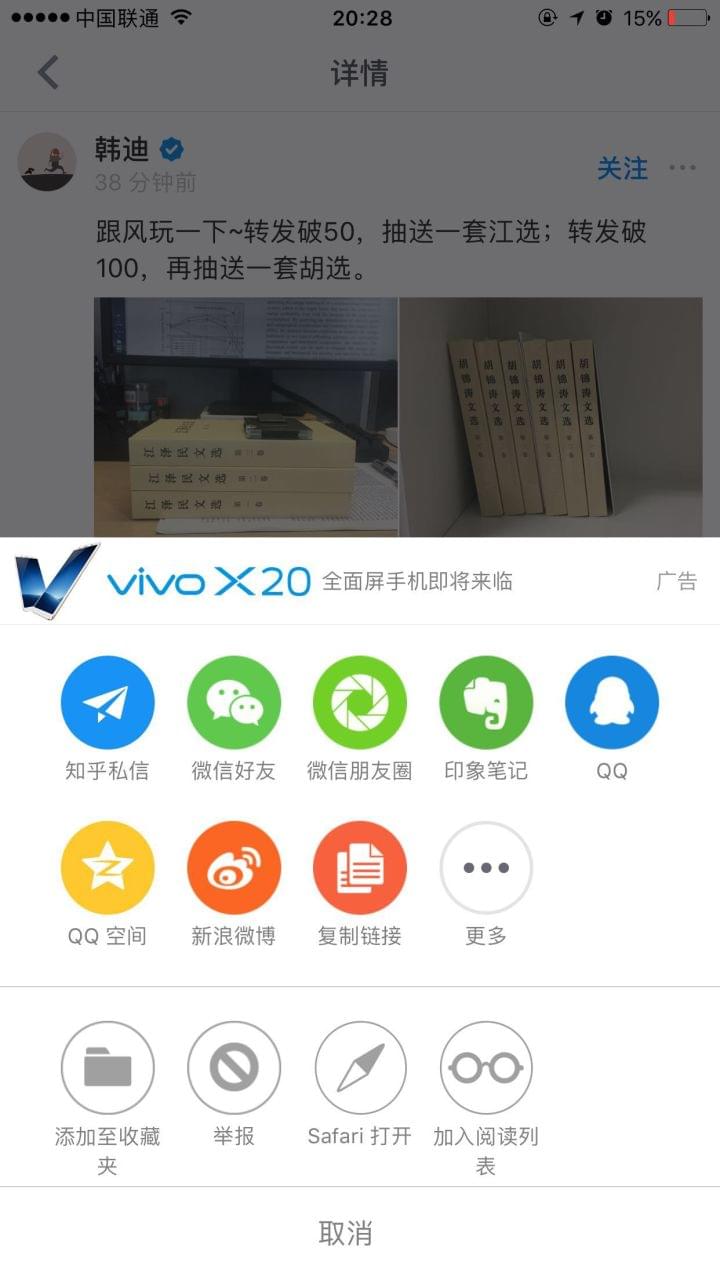 中国联通
20:28
15%
详情
韩迪
38 分钟前
关注
跟风玩一下~转发破50，抽送一套江选；转发破
100，再抽送一套胡选。
江泽民文选 第三卷
江泽民文选 第二卷
江泽民文选 第一卷
胡锦涛文选
胡锦涛文选
胡锦涛文选
胡锦涛文选
胡锦涛文选
胡锦涛文选
vivo X20 全面屏手机即将来临
广告
知乎私信
微信好友
微信朋友圈
印象笔记
QQ
QQ 空间
新浪微博
复制链接
更多
添加至收藏
夹
举报
Safari 打开
加入阅读列
表
取消